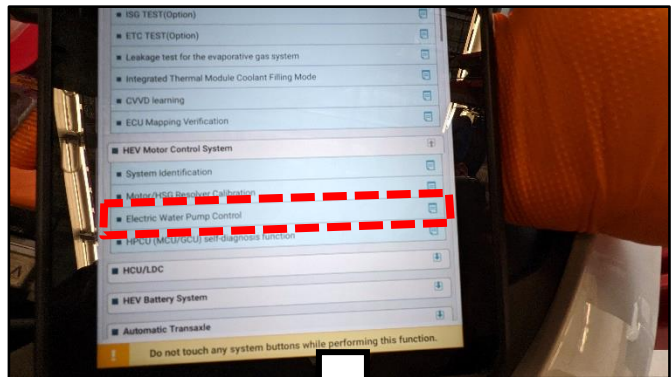 ISG TEST(Option)
ETC TEST(Option)
Leakage test for the evaporative gas system
Integrated Thermal Module Coolant Filling Mode
CVVD learning
ECU Mapping Verification
HEV Motor Control System
System Identification
Motor/HSG Resolver Calibration
Electric Water Pump Control
HPCU (MCU/GCU) self-diagnosis function
HCU/LDC
HEV Battery System
Automatic Transaxle
! Do not touch any system buttons while performing this function.